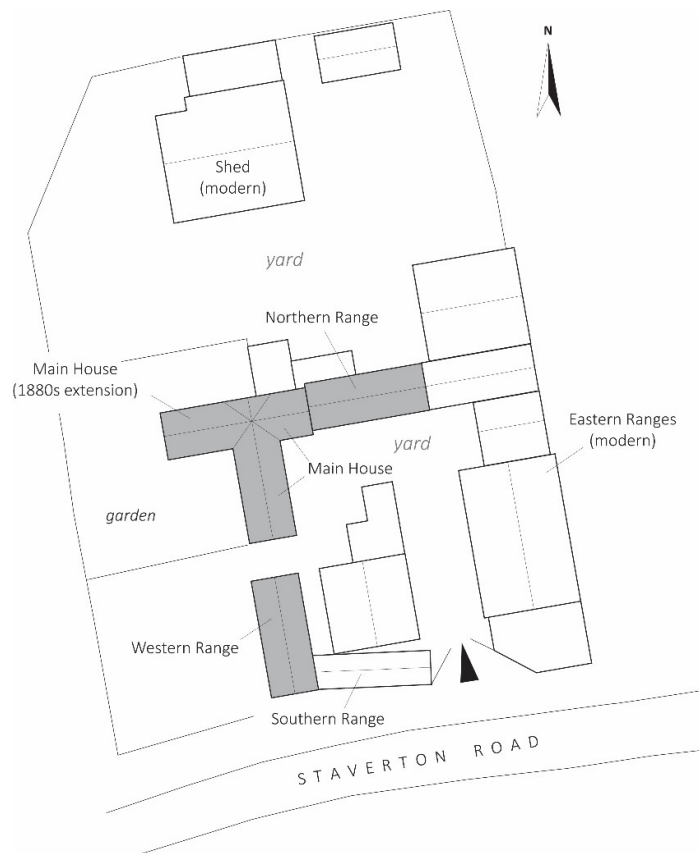 N
Shed
(modern)
yard
Northern Range
Main House
(1880s extension)
Eastern Ranges
(modern)
yard
Main House
garden
Western Range
Southern Range
STAVERTON ROAD